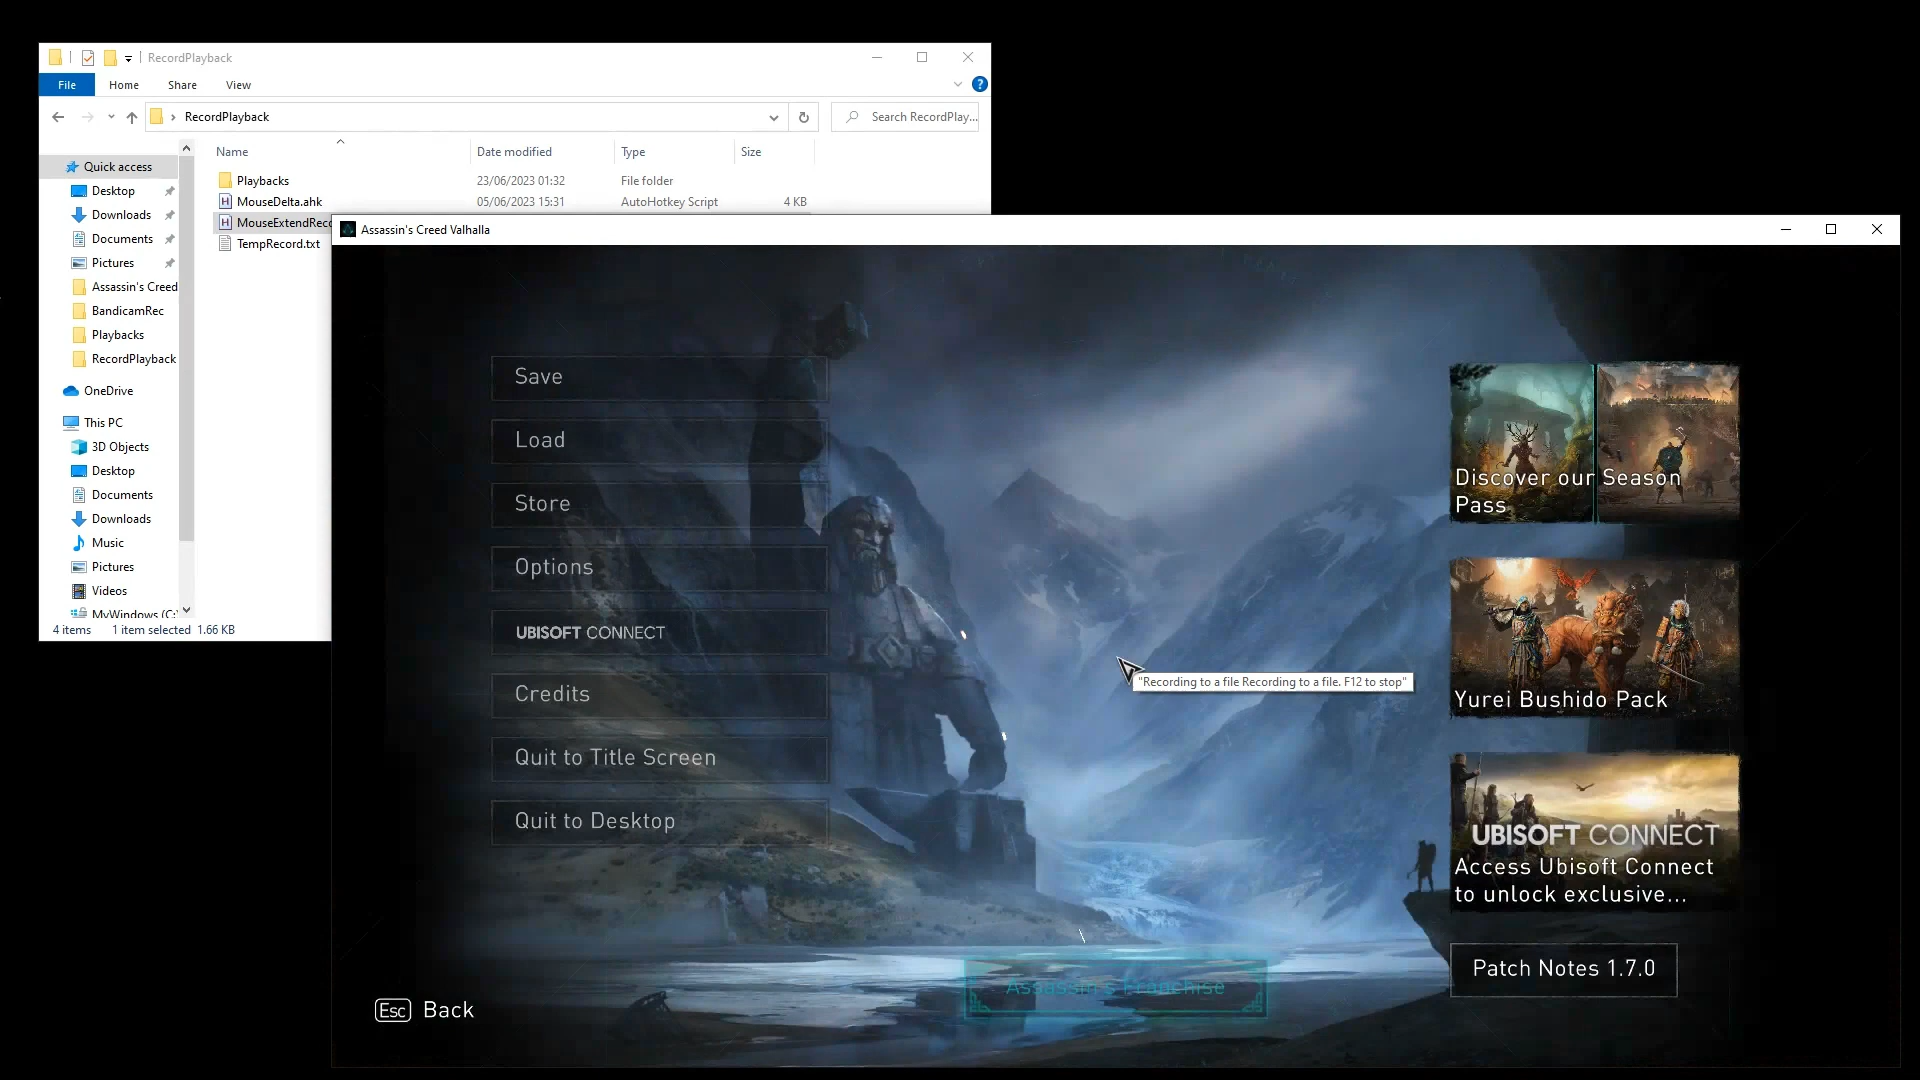 RecordPlayback
File Home Share View
RecordPlayback
Search RecordPlay...
Name Date modified Type Size
Quick access
Desktop
Downloads
Documents
Pictures
Assassin's Creed
BandicamRec
Playbacks
RecordPlayback
OneDrive
This PC
3D Objects
Desktop
Documents
Downloads
Music
Pictures
Videos
MyWindows (C:)
Playbacks 23/06/2023 01:32 File folder
MouseDelta.ahk 05/06/2023 15:31 AutoHotkey Script 4 KB
MouseExtendReco
TempRecord.txt
4 items 1 item selected 1.66 KB
Assassin's Creed Valhalla
Save
Load
Store
Options
UBISOFT CONNECT
Credits
Quit to Title Screen
Quit to Desktop
"Recording to a file Recording to a file. F12 to stop"
Discover our Season
Pass
Yurei Bushido Pack
UBISOFT CONNECT
Access Ubisoft Connect
to unlock exclusive...
Patch Notes 1.7.0
Assassin's Franchise
Esc Back